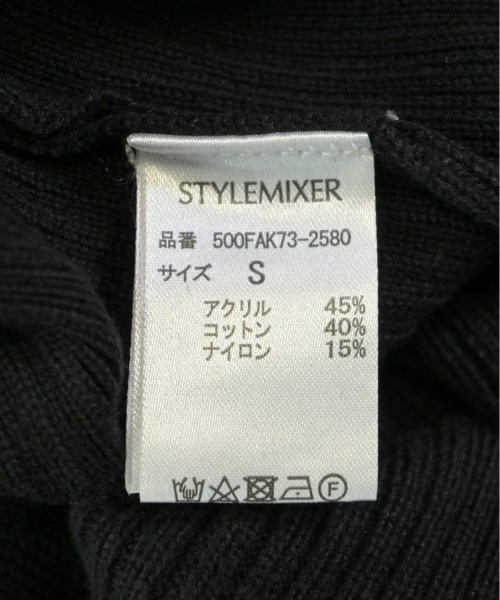 STYLEMIXER
品番 500FAK73-2580
サイズ S
アクリル 45%
コットン 40%
ナイロン 15%
F